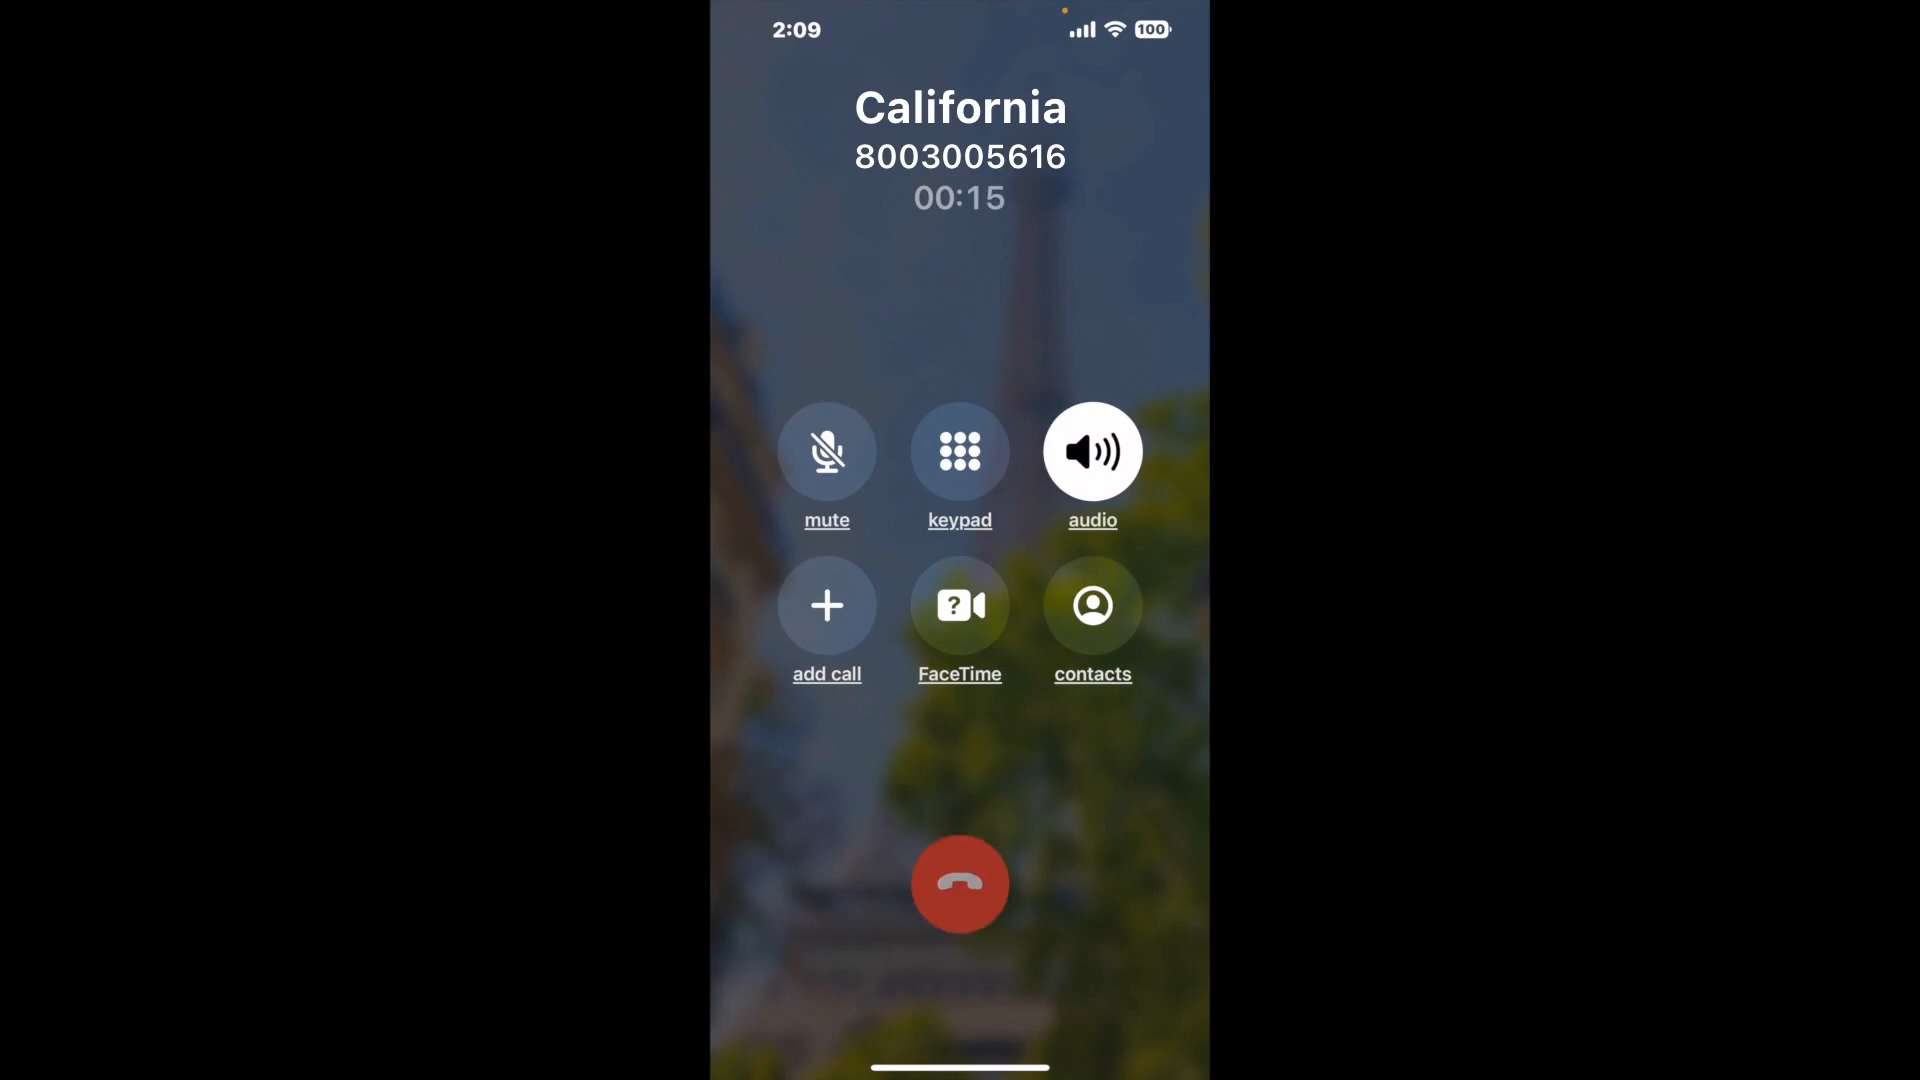 2:09
100
California
8003005616
00:15
mute
keypad
audio
?
add call
FaceTime
contacts